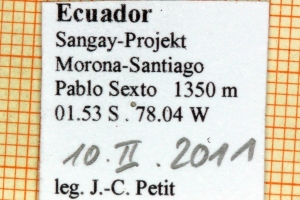 Ecuador
Sangay-Projekt
Morona-Santiago
Pablo Sexto 1350 m
01.53 S . 78.04 W
10. II. 2011
leg. J.-C. Petit